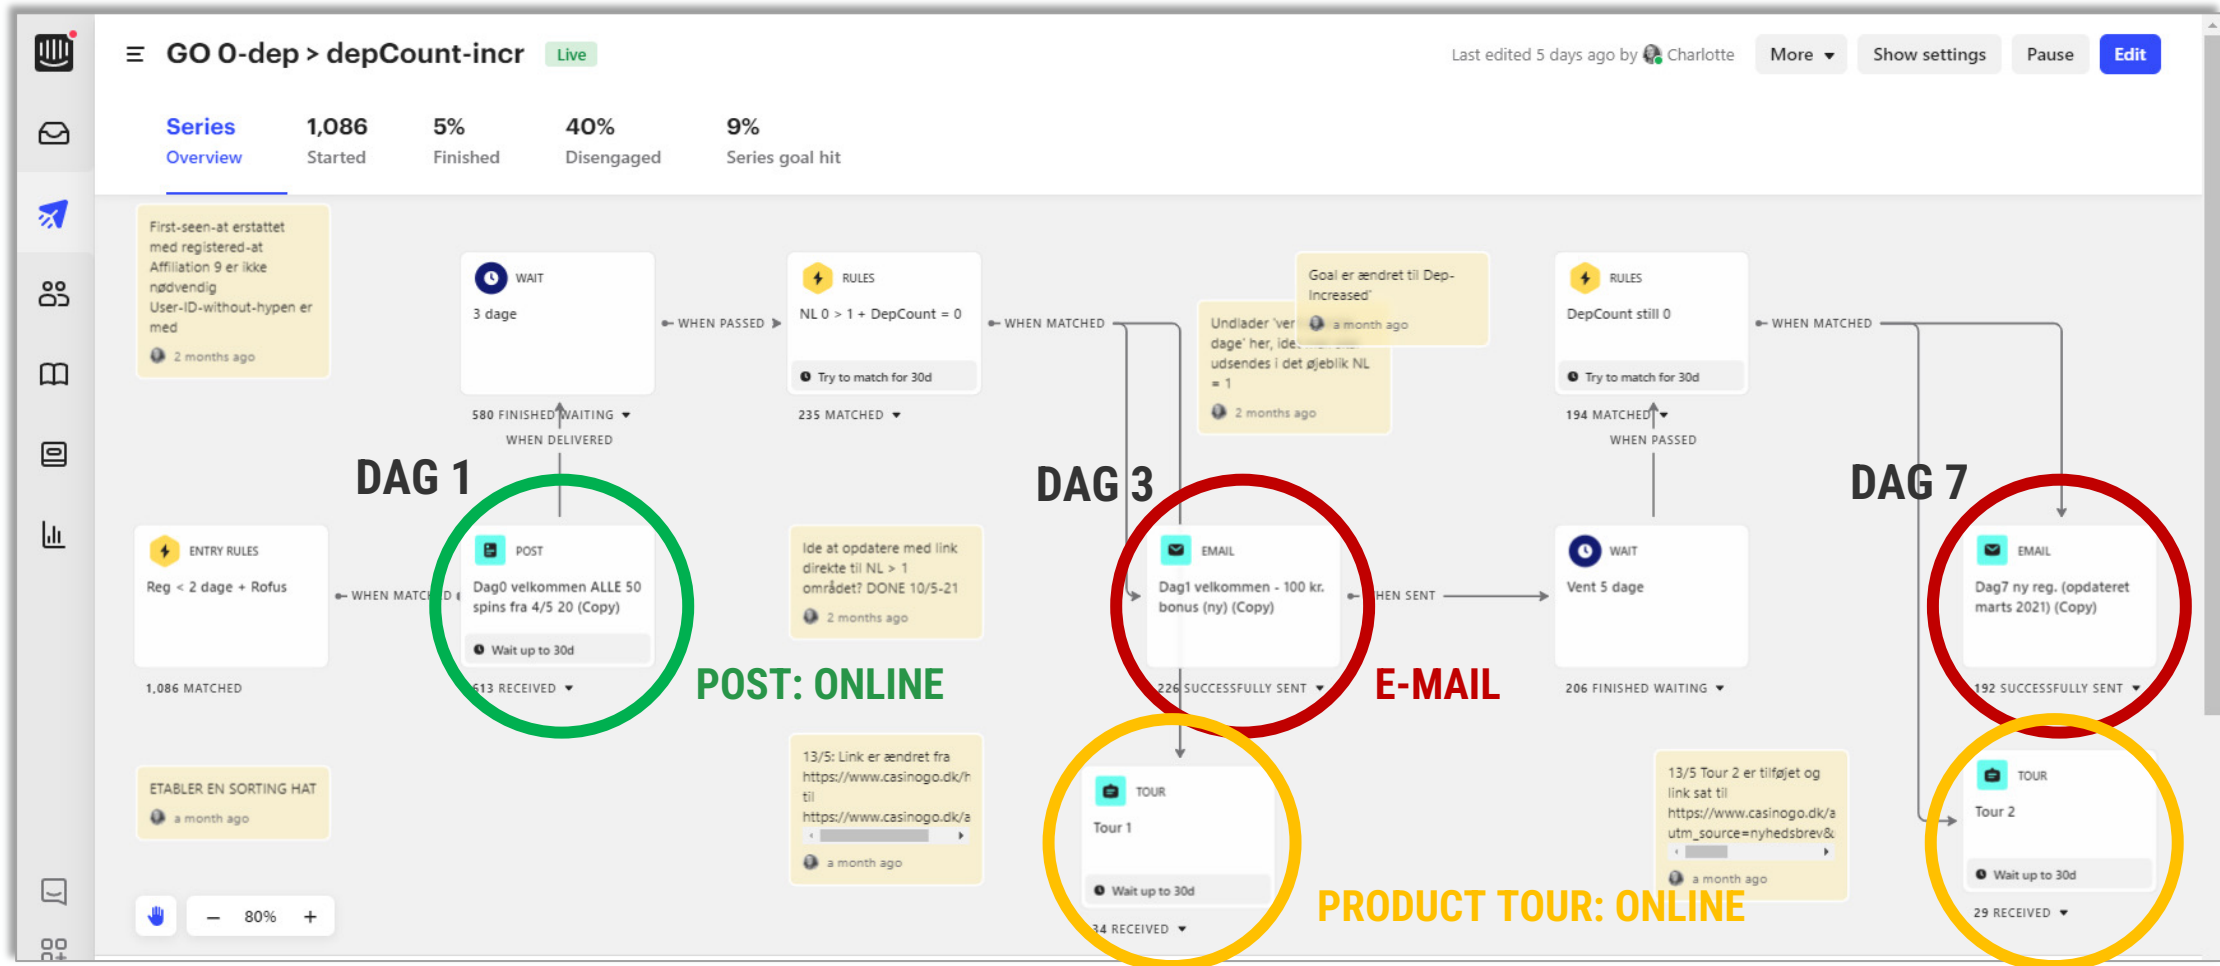 GO 0-dep > depCount-incr
Live
Last edited 5 days ago by Charlotte
More
Show settings
Pause
Edit
Series
Overview
1,086
Started
5%
Finished
40%
Disengaged
9%
Series goal hit
First-seen-at erstattet
med registered-at
Affiliation 9 er ikke
nødvendig
User-ID-without-hypen er
med
2 months ago
WAIT
3 dage
580 FINISHED WAITING
WHEN DELIVERED
WHEN PASSED
RULES
NL 0 > 1 + DepCount = 0
Try to match for 30d
235 MATCHED
WHEN MATCHED
Goal er ændret til Dep-
Increased'
a month ago
Undlader 'ver
dage' her, ide
udsendes i det øjeblik NL
= 1
2 months ago
RULES
DepCount still 0
Try to match for 30d
194 MATCHED
WHEN PASSED
WHEN MATCHED
DAG 1
DAG 3
DAG 7
ENTRY RULES
Reg < 2 dage + Rofus
1,086 MATCHED
WHEN MATCHED
POST
Dag0 velkommen ALLE 50
spins fra 4/5 20 (Copy)
Wait up to 30d
613 RECEIVED
POST: ONLINE
Ide at opdatere med link
direkte til NL > 1
området? DONE 10/5-21
2 months ago
EMAIL
Dag1 velkommen - 100 kr.
bonus (ny) (Copy)
226 SUCCESSFULLY SENT
E-MAIL
WHEN SENT
WAIT
Vent 5 dage
206 FINISHED WAITING
EMAIL
Dag7 ny reg. (opdateret
marts 2021) (Copy)
192 SUCCESSFULLY SENT
ETABLER EN SORTING HAT
a month ago
13/5: Link er ændret fra
https://www.casinogo.dk/h
til
https://www.casinogo.dk/a
a month ago
TOUR
Tour 1
Wait up to 30d
34 RECEIVED
PRODUCT TOUR: ONLINE
13/5 Tour 2 er tilføjet og
link sat til
https://www.casinogo.dk/a
utm_source=nyhedsbrev&
a month ago
TOUR
Tour 2
Wait up to 30d
29 RECEIVED
80%